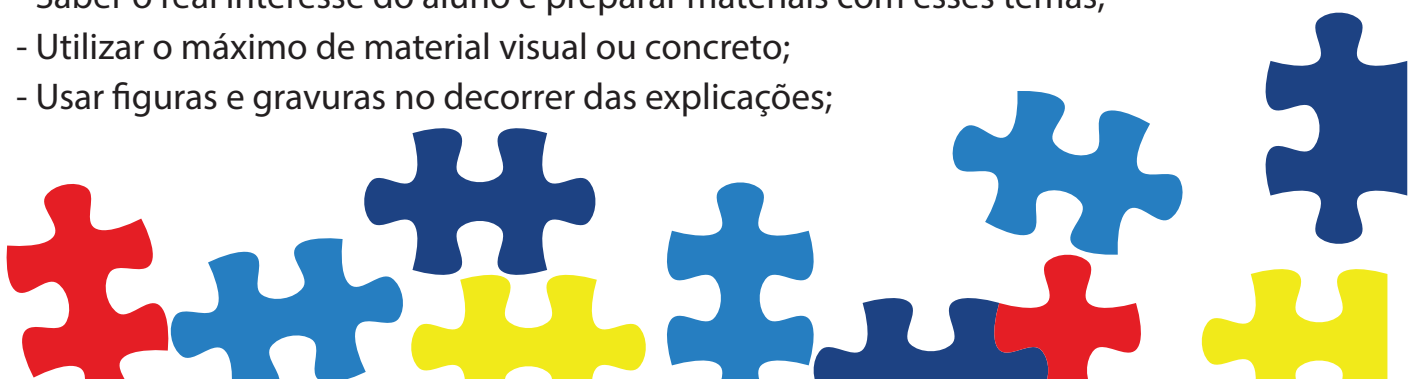 - Saber o real interesse do aluno e preparar materiais com esses temas;
- Utilizar o máximo de material visual ou concreto;
- Usar figuras e gravuras no decorrer das explicações;